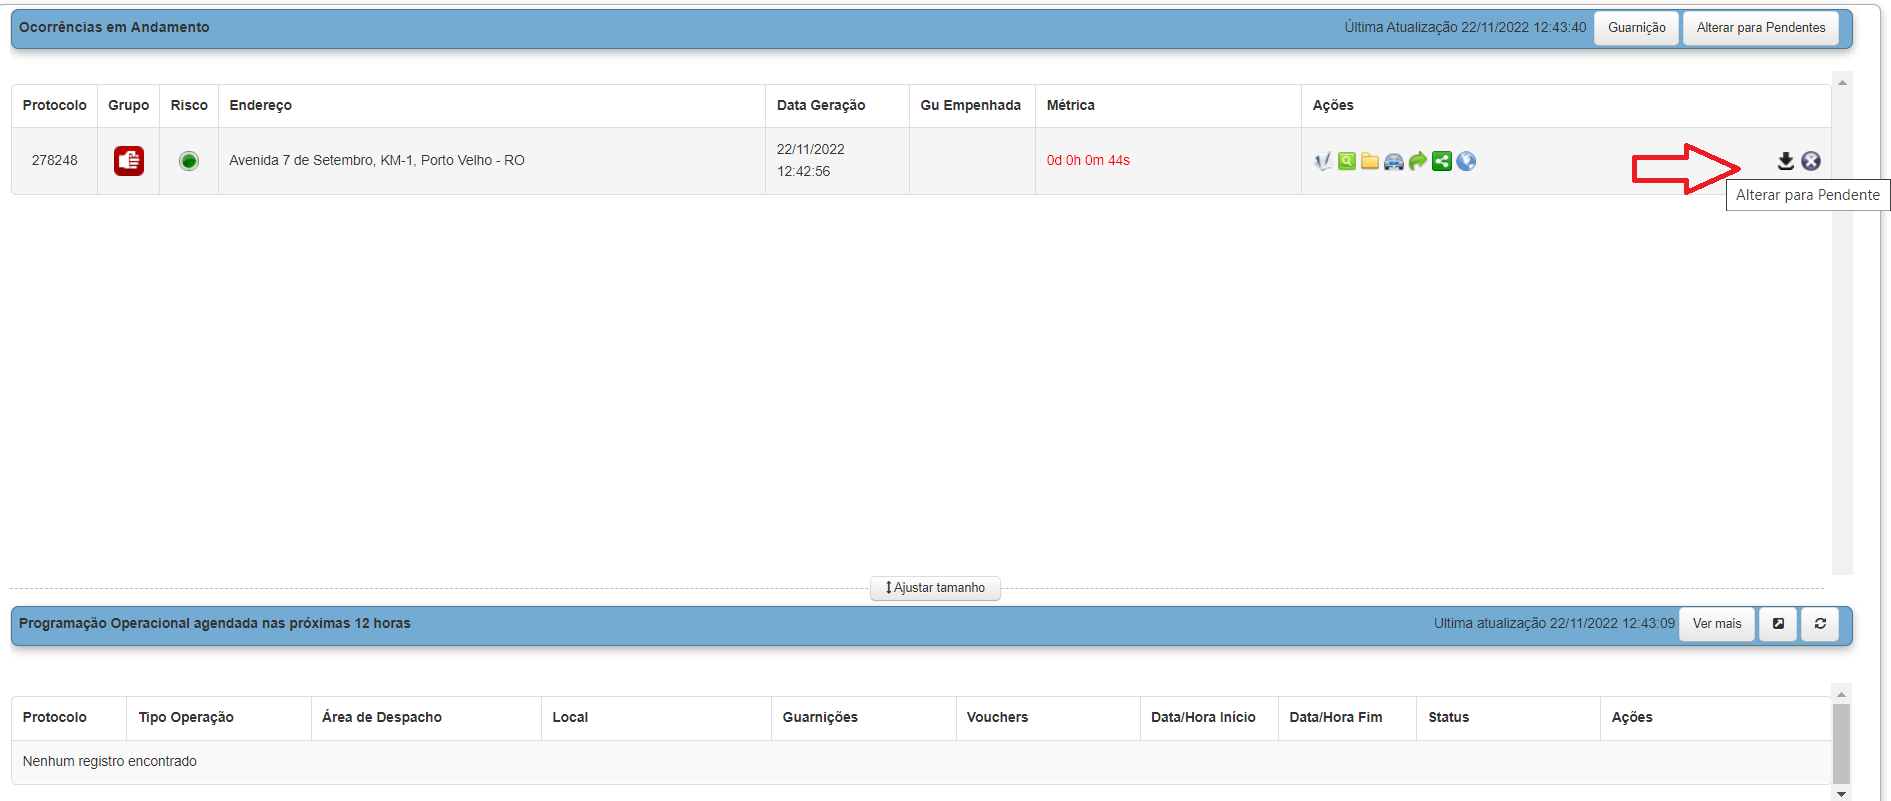 Ocorrências em Andamento
Última Atualização 22/11/2022 12:43:40
Guarnição
Alterar para Pendentes
Protocolo Grupo Risco Endereço Data Geração Gu Empenhada Métrica Ações
278248 Avenida 7 de Setembro, KM-1, Porto Velho - RO 22/11/2022 0d 0h 0m 44s
12:42:56
Alterar para Pendente
Ajustar tamanho
Programação Operacional agendada nas próximas 12 horas
Ultima atualização 22/11/2022 12:43:09
Ver mais
Protocolo Tipo Operação Área de Despacho Local Guarnições Vouchers Data/Hora Início Data/Hora Fim Status Ações
Nenhum registro encontrado